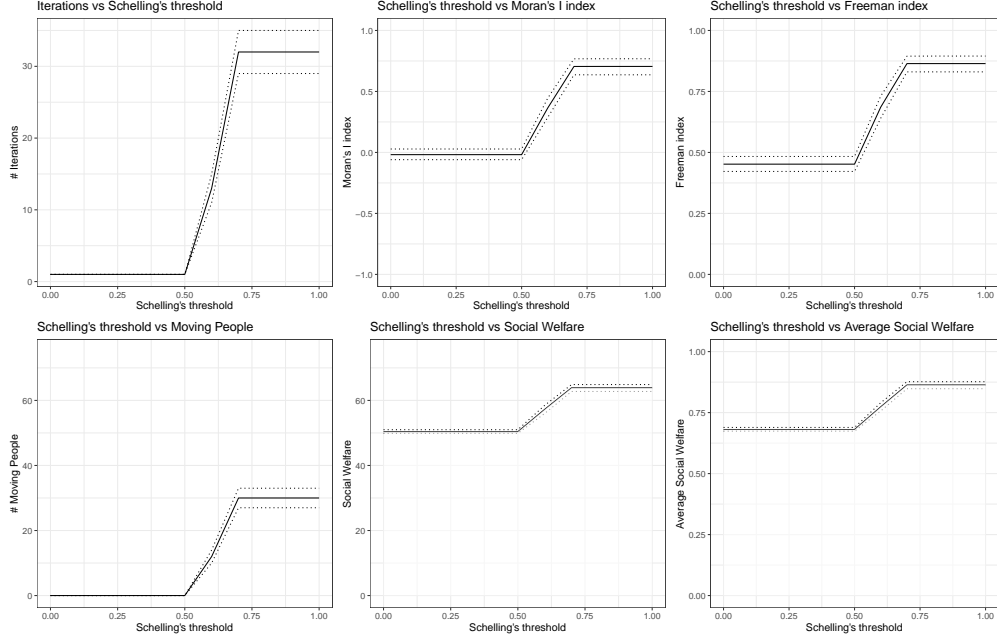 Iterations vs Schelling's threshold
# Iterations
30
20
10
0
0.00 0.25 0.50 0.75 1.00
Schelling's threshold
Schelling's threshold vs Moran's I index
Moran's I index
1.0
0.5
0.0
−0.5
−1.0
0.00 0.25 0.50 0.75 1.00
Schelling's threshold
Schelling's threshold vs Freeman index
Freeman index
1.00
0.75
0.50
0.25
0.00
0.00 0.25 0.50 0.75 1.00
Schelling's threshold
Schelling's threshold vs Moving People
# Moving People
60
40
20
0
0.00 0.25 0.50 0.75 1.00
Schelling's threshold
Schelling's threshold vs Social Welfare
Social Welfare
60
40
20
0
0.00 0.25 0.50 0.75 1.00
Schelling's threshold
Schelling's threshold vs Average Social Welfare
Average Social Welfare
1.00
0.75
0.50
0.25
0.00
0.00 0.25 0.50 0.75 1.00
Schelling's threshold